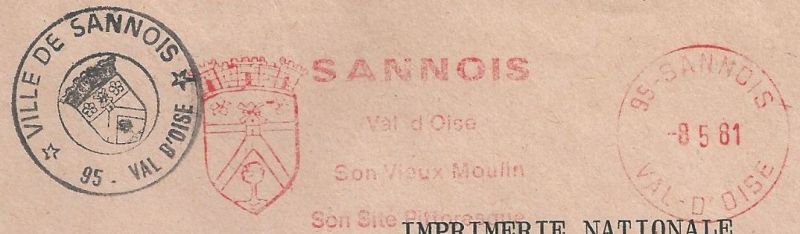 VILLE DE SANNOIS
95 - VAL D'OISE
SANNOIS
Val d'Oise
Son Vieux Moulin
Son Site Pittoresque
95-SANNOIS
-8 5 81
VAL-D'OISE
IMPRIMERIE NATIONALE